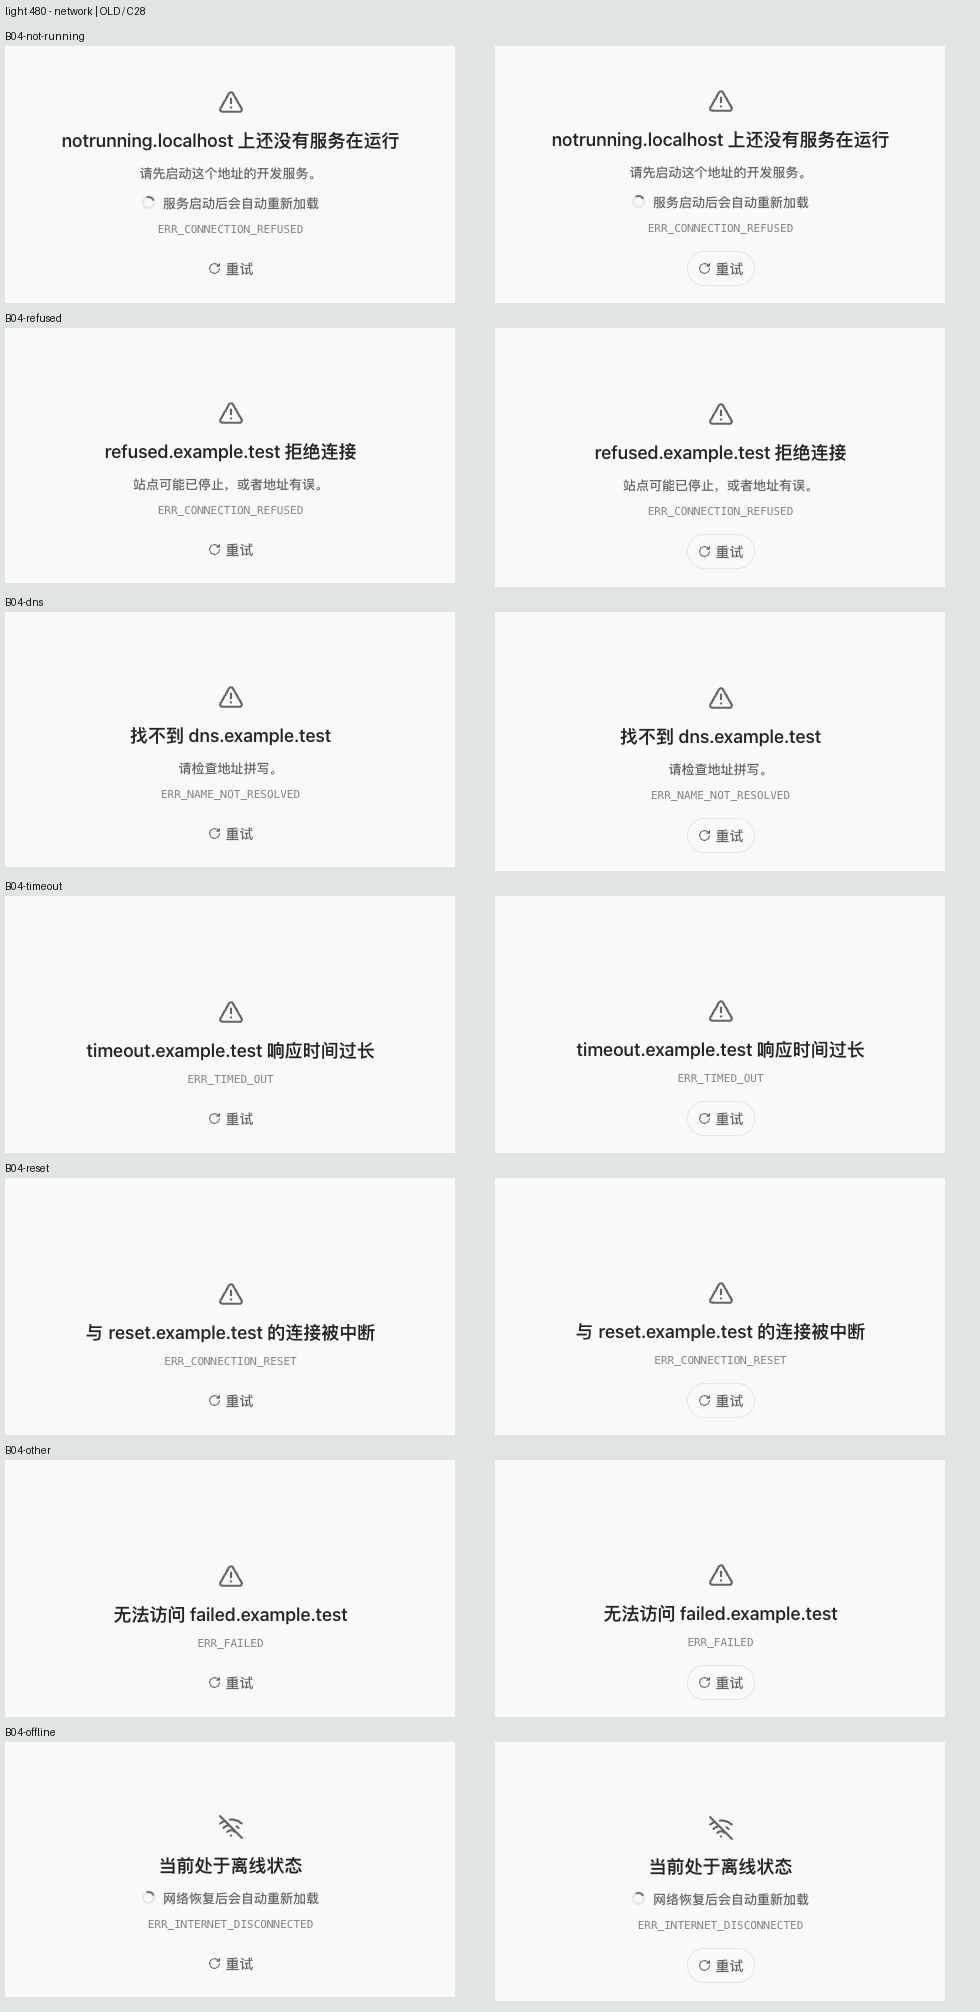 light 480 - network | OLD / C28
B04-not-running
notrunning.localhost 上还没有服务在运行
请先启动这个地址的开发服务。
服务启动后会自动重新加载
ERR_CONNECTION_REFUSED
重试
notrunning.localhost 上还没有服务在运行
请先启动这个地址的开发服务。
服务启动后会自动重新加载
ERR_CONNECTION_REFUSED
重试
B04-refused
refused.example.test 拒绝连接
站点可能已停止，或者地址有误。
ERR_CONNECTION_REFUSED
重试
refused.example.test 拒绝连接
站点可能已停止，或者地址有误。
ERR_CONNECTION_REFUSED
重试
B04-dns
找不到 dns.example.test
请检查地址拼写。
ERR_NAME_NOT_RESOLVED
重试
找不到 dns.example.test
请检查地址拼写。
ERR_NAME_NOT_RESOLVED
重试
B04-timeout
timeout.example.test 响应时间过长
ERR_TIMED_OUT
重试
timeout.example.test 响应时间过长
ERR_TIMED_OUT
重试
B04-reset
与 reset.example.test 的连接被中断
ERR_CONNECTION_RESET
重试
与 reset.example.test 的连接被中断
ERR_CONNECTION_RESET
重试
B04-other
无法访问 failed.example.test
ERR_FAILED
重试
无法访问 failed.example.test
ERR_FAILED
重试
B04-offline
当前处于离线状态
网络恢复后会自动重新加载
ERR_INTERNET_DISCONNECTED
重试
当前处于离线状态
网络恢复后会自动重新加载
ERR_INTERNET_DISCONNECTED
重试